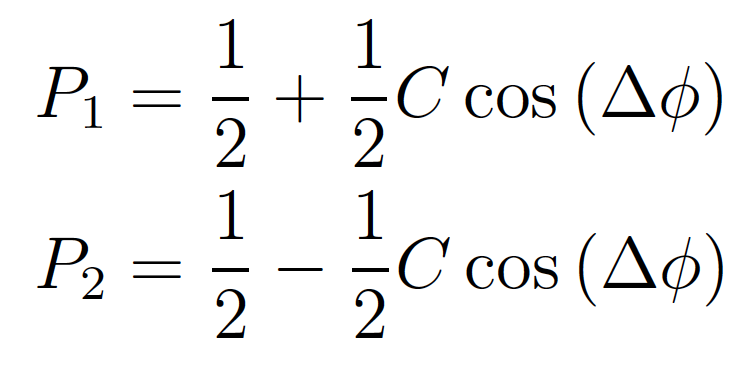 P₁ = 1/2 + 1/2 C cos (Δϕ)
P₂ = 1/2 − 1/2 C cos (Δϕ)